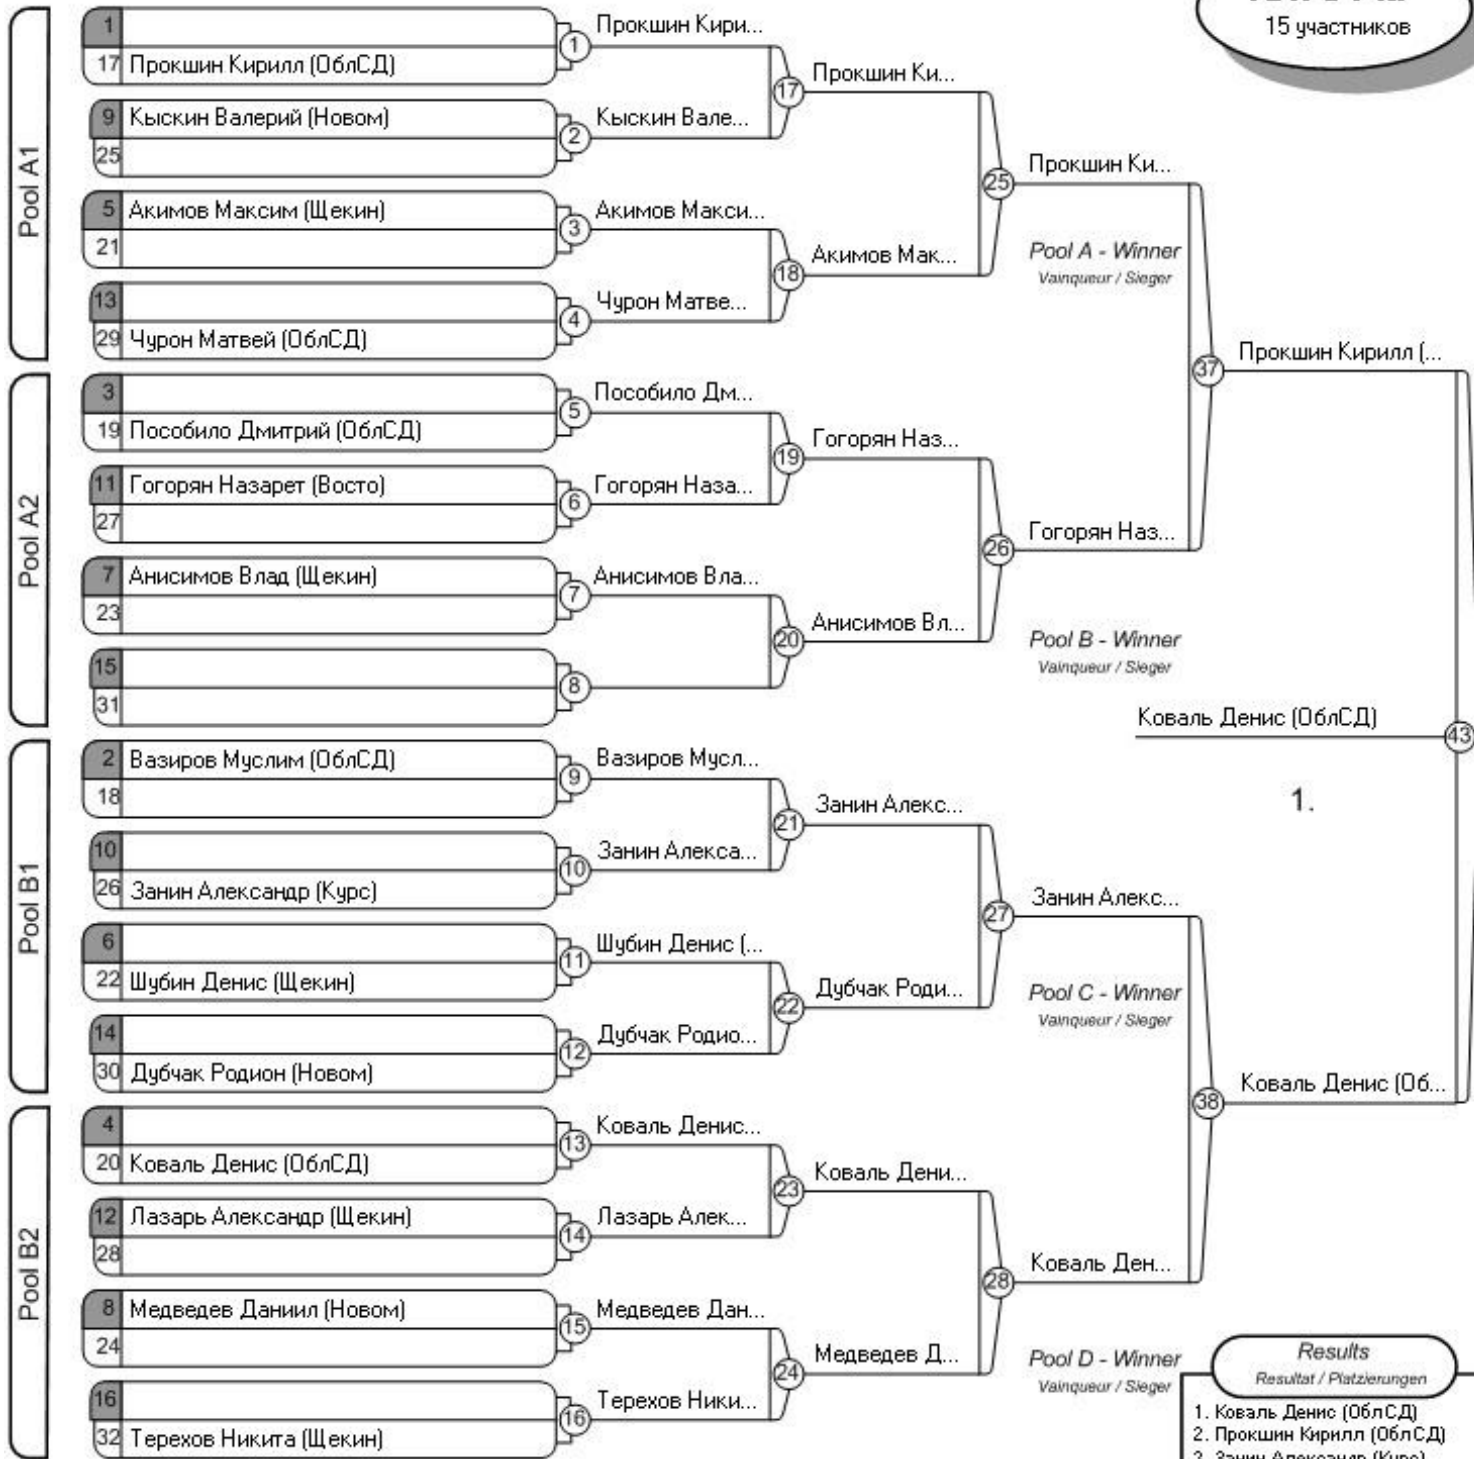 15 участников
Pool A1
1
17 Прокшин Кирилл (ОблСД)
1
Прокшин Кири...
9 Кыскин Валерий (Новом)
25
2
Кыскин Вале...
17
Прокшин Ки...
5 Акимов Максим (Щекин)
21
3
Акимов Макси...
13
29 Чурон Матвей (ОблСД)
4
Чурон Матве...
18
Акимов Мак...
25
Прокшин Ки...
Pool A - Winner
Vainqueur / Sieger
Pool A2
3
19 Пособило Дмитрий (ОблСД)
5
Пособило Дм...
11 Гогорян Назарет (Восто)
27
6
Гогорян Наза...
19
Гогорян Наз...
7 Анисимов Влад (Щекин)
23
7
Анисимов Вла...
15
31
8
20
Анисимов Вл...
26
Гогорян Наз...
Pool B - Winner
Vainqueur / Sieger
37
Прокшин Кирилл (...
Коваль Денис (ОблСД)
43
1.
Pool B1
2 Вазиров Муслим (ОблСД)
18
9
Вазиров Мусл...
10
26 Занин Александр (Курс)
10
Занин Алекса...
21
Занин Алекс...
6
22 Шубин Денис (Щекин)
11
Шубин Денис (...
14
30 Дубчак Родион (Новом)
12
Дубчак Родио...
22
Дубчак Роди...
27
Занин Алекс...
Pool C - Winner
Vainqueur / Sieger
Pool B2
4
20 Коваль Денис (ОблСД)
13
Коваль Денис...
12 Лазарь Александр (Щекин)
28
14
Лазарь Алек...
23
Коваль Дени...
8 Медведев Даниил (Новом)
24
15
Медведев Дан...
16
32 Терехов Никита (Щекин)
16
Терехов Ники...
24
Медведев Д...
28
Коваль Ден...
Pool D - Winner
Vainqueur / Sieger
38
Коваль Денис (Об...
Results
Resultat / Platzierungen
1. Коваль Денис (ОблСД)
2. Прокшин Кирилл (ОблСД)
3. Занин Александр (Курс)